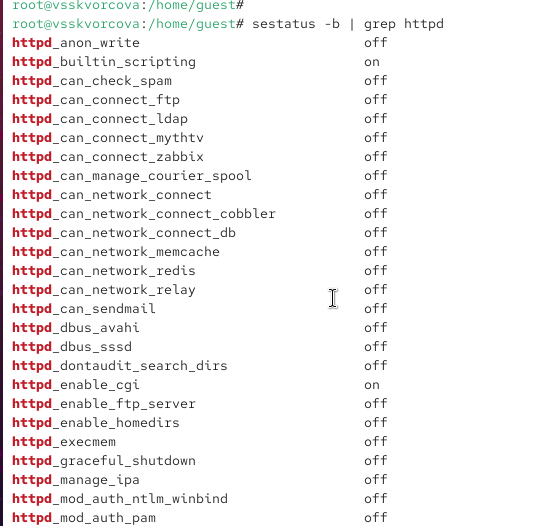 root@vsskvorcova:/home/guest#
root@vsskvorcova:/home/guest# sestatus -b | grep httpd
httpd_anon_write                            off
httpd_builtin_scripting                     on
httpd_can_check_spam                        off
httpd_can_connect_ftp                       off
httpd_can_connect_ldap                      off
httpd_can_connect_mythtv                    off
httpd_can_connect_zabbix                    off
httpd_can_manage_courier_spool              off
httpd_can_network_connect                   off
httpd_can_network_connect_cobbler           off
httpd_can_network_connect_db                off
httpd_can_network_memcache                  off
httpd_can_network_redis                     off
httpd_can_network_relay                     off
httpd_can_sendmail                          off
httpd_dbus_avahi                            off
httpd_dbus_sssd                             off
httpd_dontaudit_search_dirs                 off
httpd_enable_cgi                            on
httpd_enable_ftp_server                     off
httpd_enable_homedirs                       off
httpd_execmem                               off
httpd_graceful_shutdown                     off
httpd_manage_ipa                            off
httpd_mod_auth_ntlm_winbind                 off
httpd_mod_auth_pam                          off